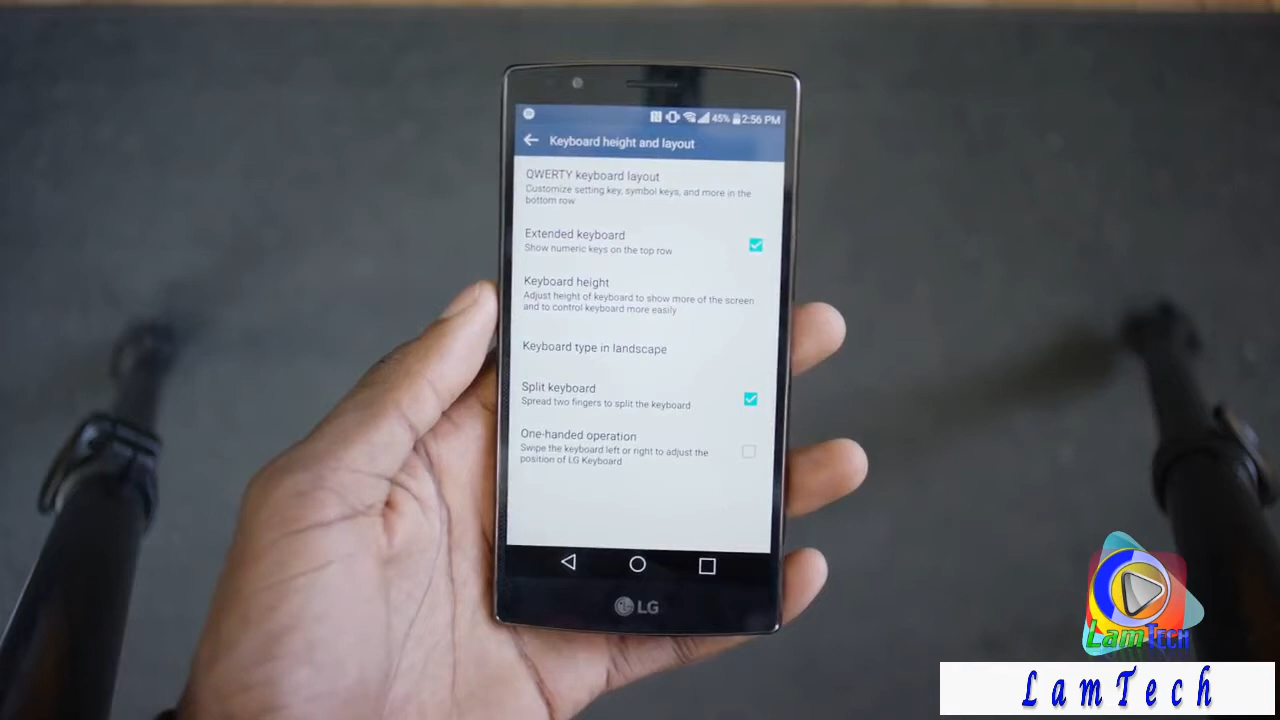 45% 2:56 PM
Keyboard height and layout
QWERTY keyboard layout
Customize setting key, symbol keys, and more in the
bottom row
Extended keyboard
Show numeric keys on the top row
Keyboard height
Adjust height of keyboard to show more of the screen
and to control keyboard more easily
Keyboard type in landscape
Split keyboard
Spread two fingers to split the keyboard
One-handed operation
Swipe the keyboard left or right to adjust the
position of LG Keyboard
LG
LamTech
LamTech